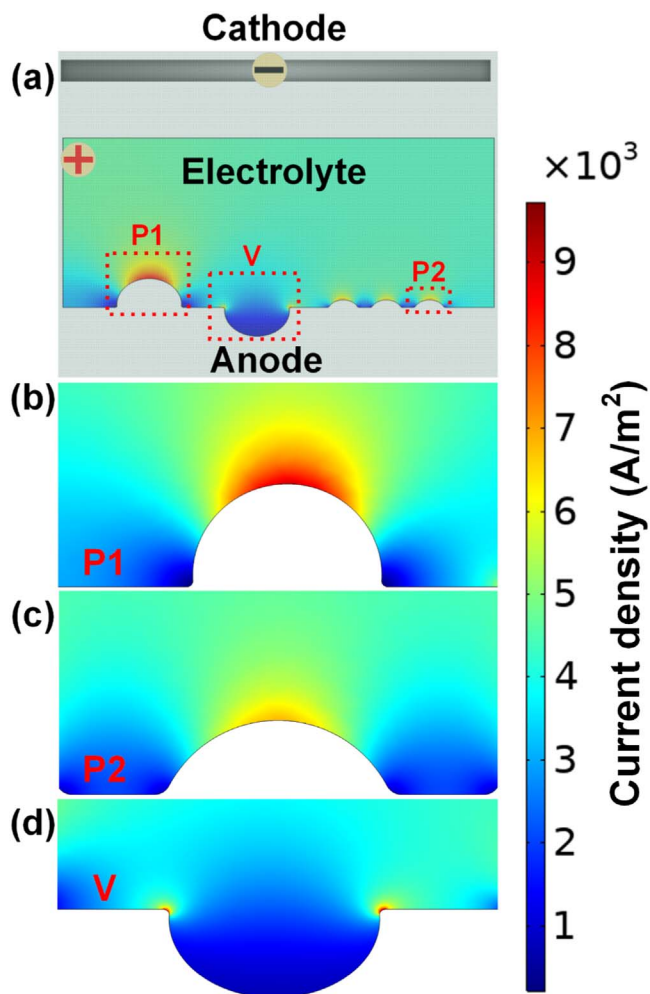 Cathode
(a)
−
+
Electrolyte
P1
V
P2
Anode
(b)
P1
(c)
P2
(d)
V
×10³
9
8
7
6
5
4
3
2
1
Current density (A/m²)